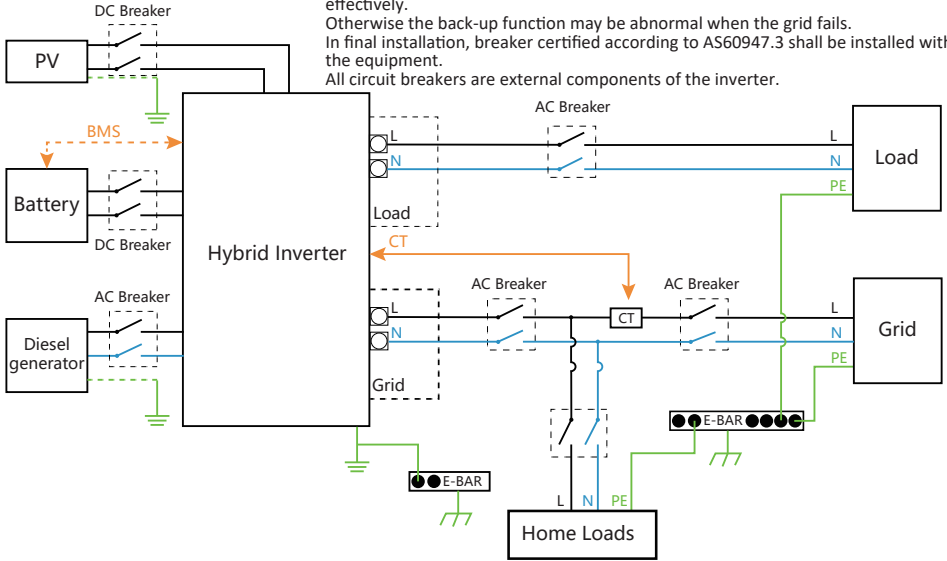 effectively.
DC Breaker
Otherwise the back-up function may be abnormal when the grid fails.
In final installation, breaker certified according to AS60947.3 shall be installed with
the equipment.
All circuit breakers are external components of the inverter.
PV
AC Breaker
BMS
L
N
Load
L
N
PE
Load
Battery
DC Breaker
Hybrid Inverter
CT
AC Breaker
AC Breaker
AC Breaker
L
N
Grid
CT
L
N
PE
Grid
Diesel
generator
E-BAR
E-BAR
L
N
PE
Home Loads